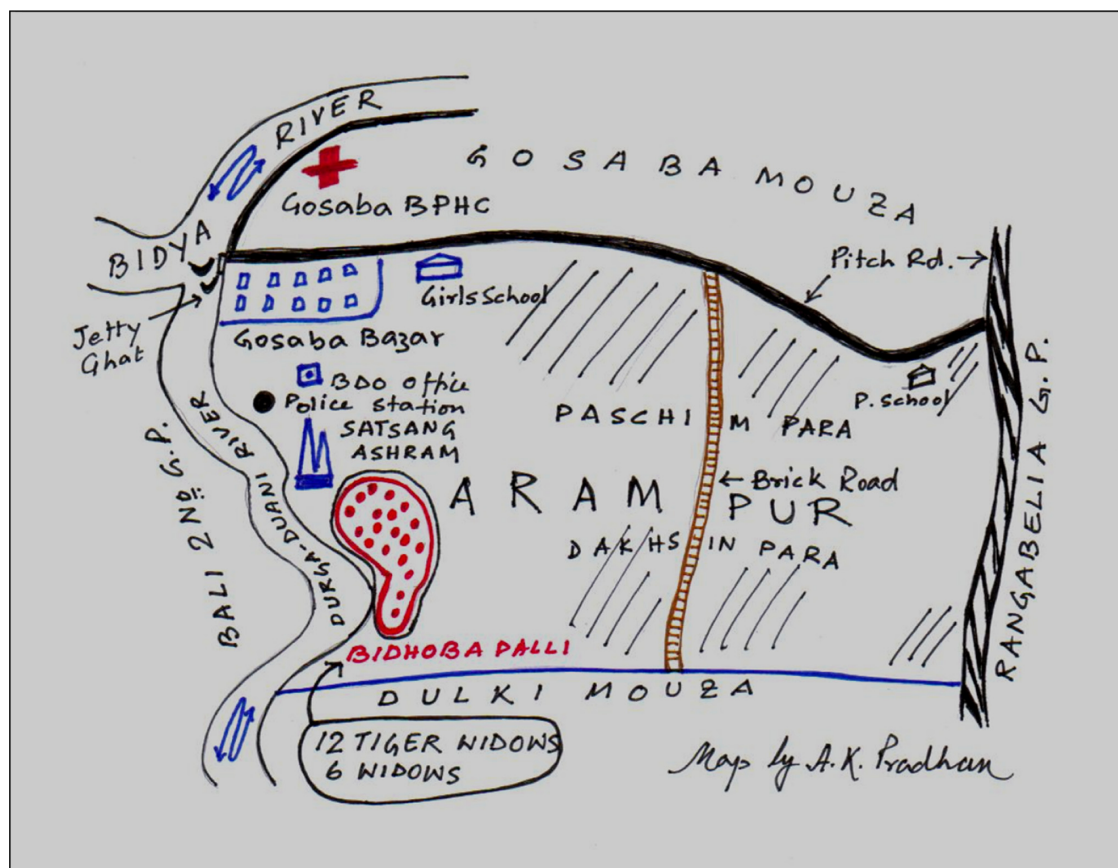 BIDYA RIVER
GOSABA MOUZA
Gosaba BPHC
Pitch Rd.
Girls School
Jetty
Ghat
Gosaba Bazar
BDO Office
Police Station
SATSANG
ASHRAM
P. School
PASCHIM PARA
Brick Road
ARAMPUR
DAKHSIN PARA
BALI 2ND G.P.
DURGA-DUANI RIVER
RANGABELIA G.P.
BIDHOBA PALLI
DULKI MOUZA
12 TIGER WIDOWS
6 WIDOWS
Map by A.K. Pradhan